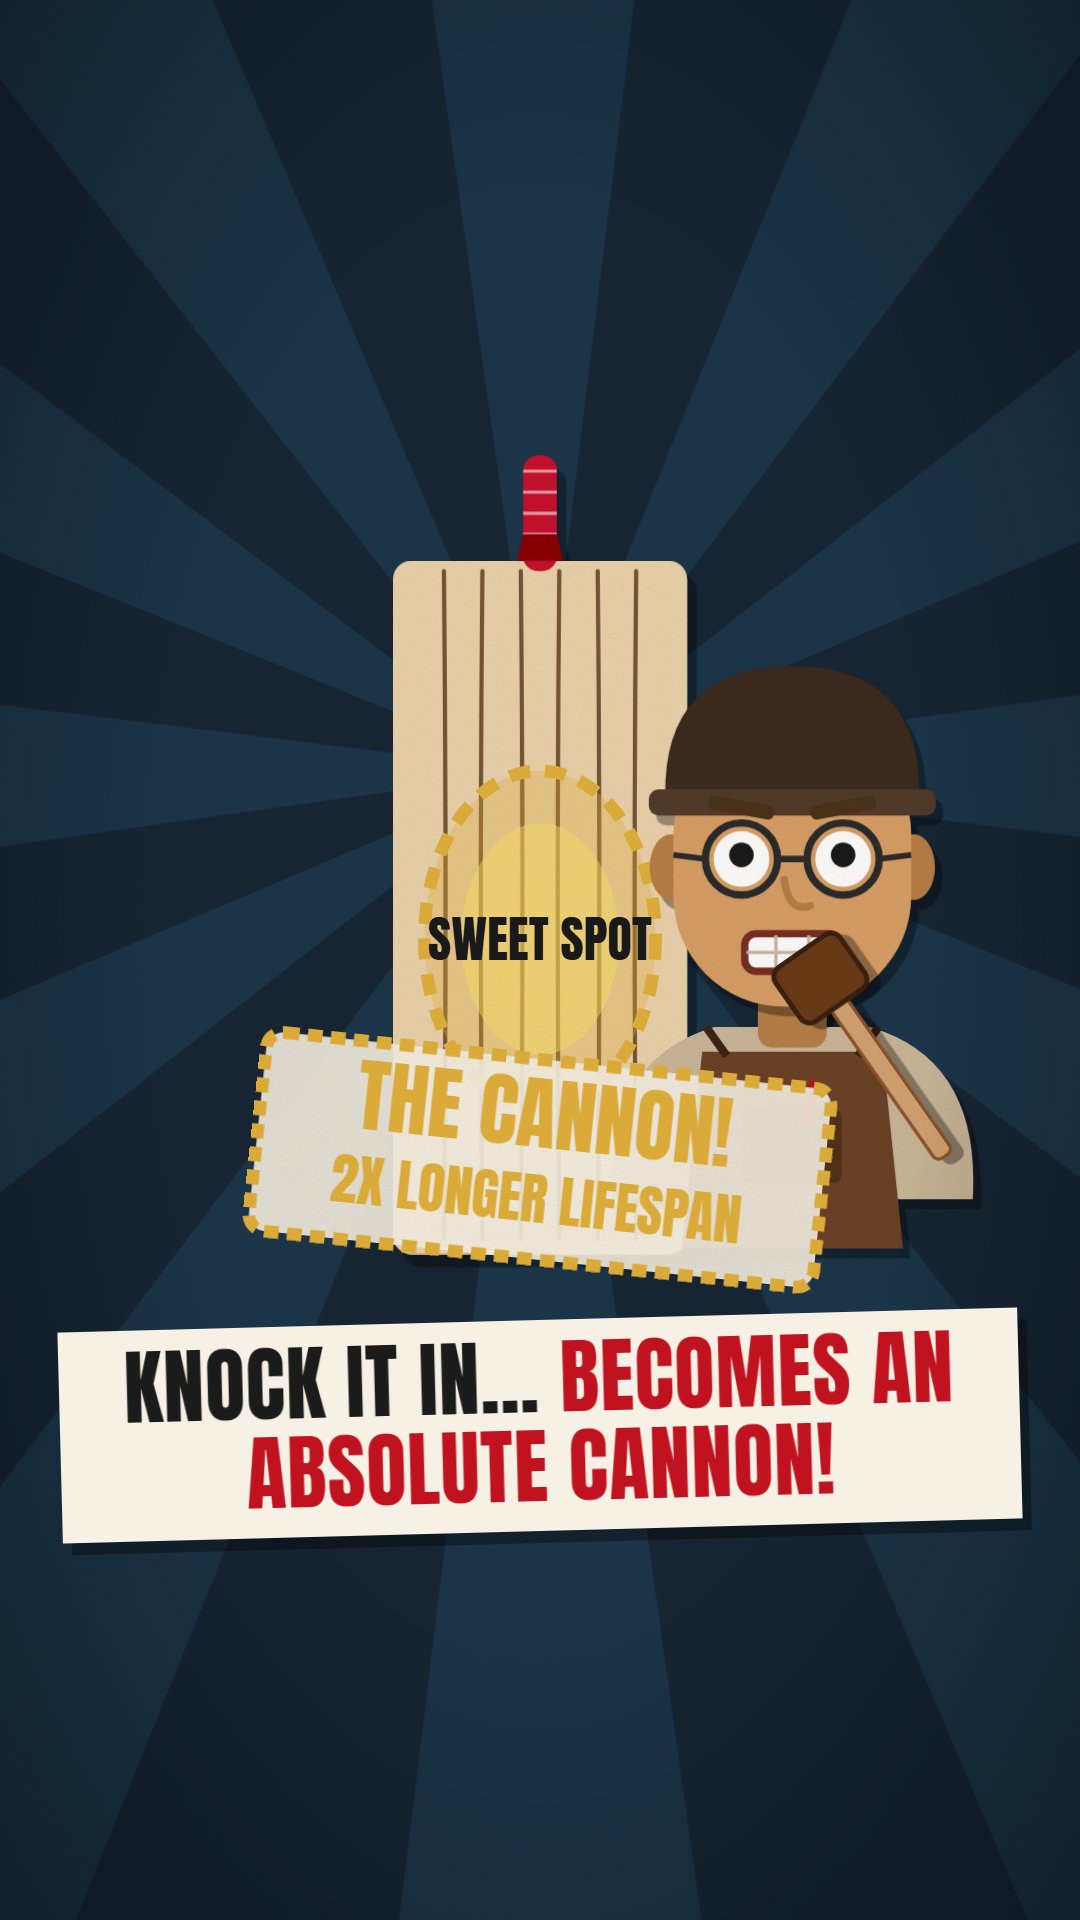 SWEET SPOT
THE CANNON!
2X LONGER LIFESPAN
KNOCK IT IN... BECOMES AN
ABSOLUTE CANNON!